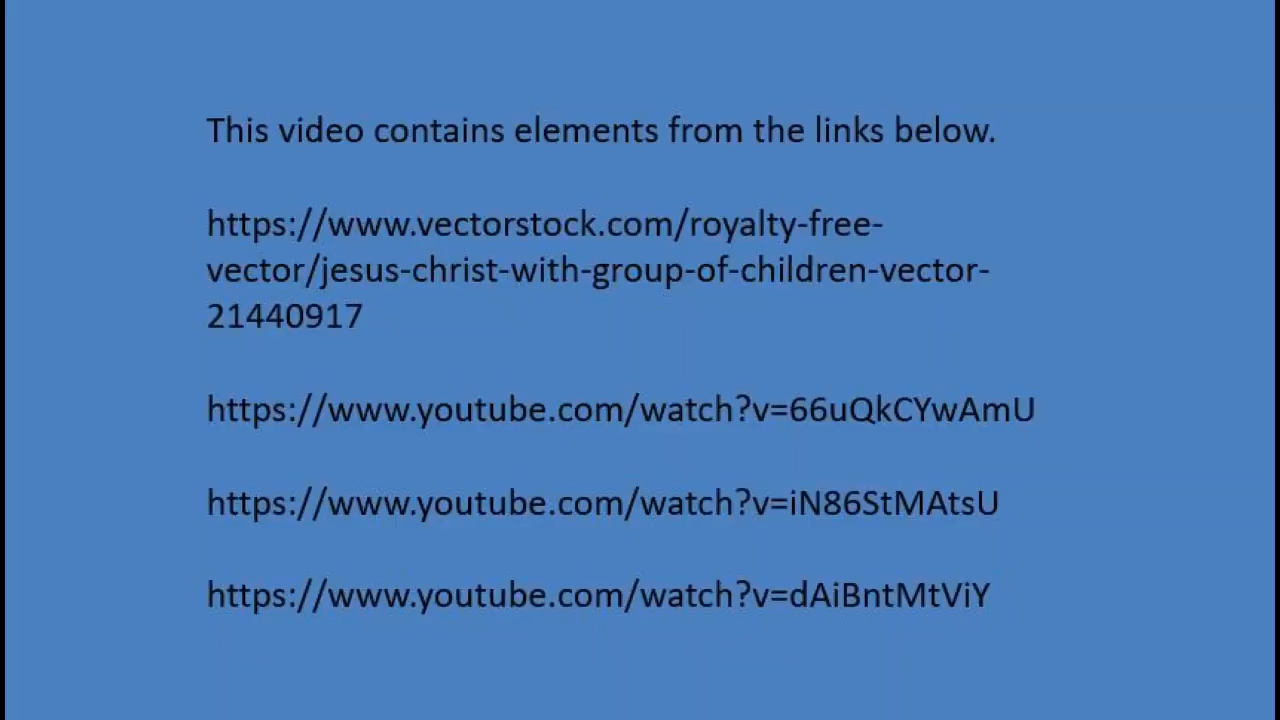 This video contains elements from the links below.
https://www.vectorstock.com/royalty-free-
vector/jesus-christ-with-group-of-children-vector-
21440917
https://www.youtube.com/watch?v=66uQkCYwAmU
https://www.youtube.com/watch?v=iN86StMAtsU
https://www.youtube.com/watch?v=dAiBntMtViY